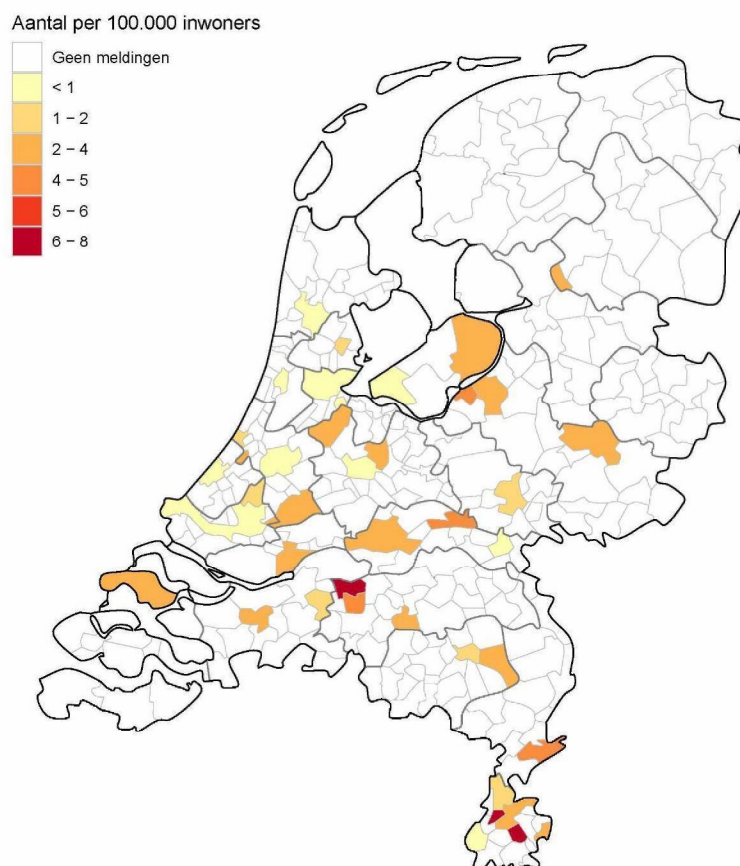 Aantal per 100.000 inwoners
Geen meldingen
< 1
1 – 2
2 – 4
4 – 5
5 – 6
6 – 8